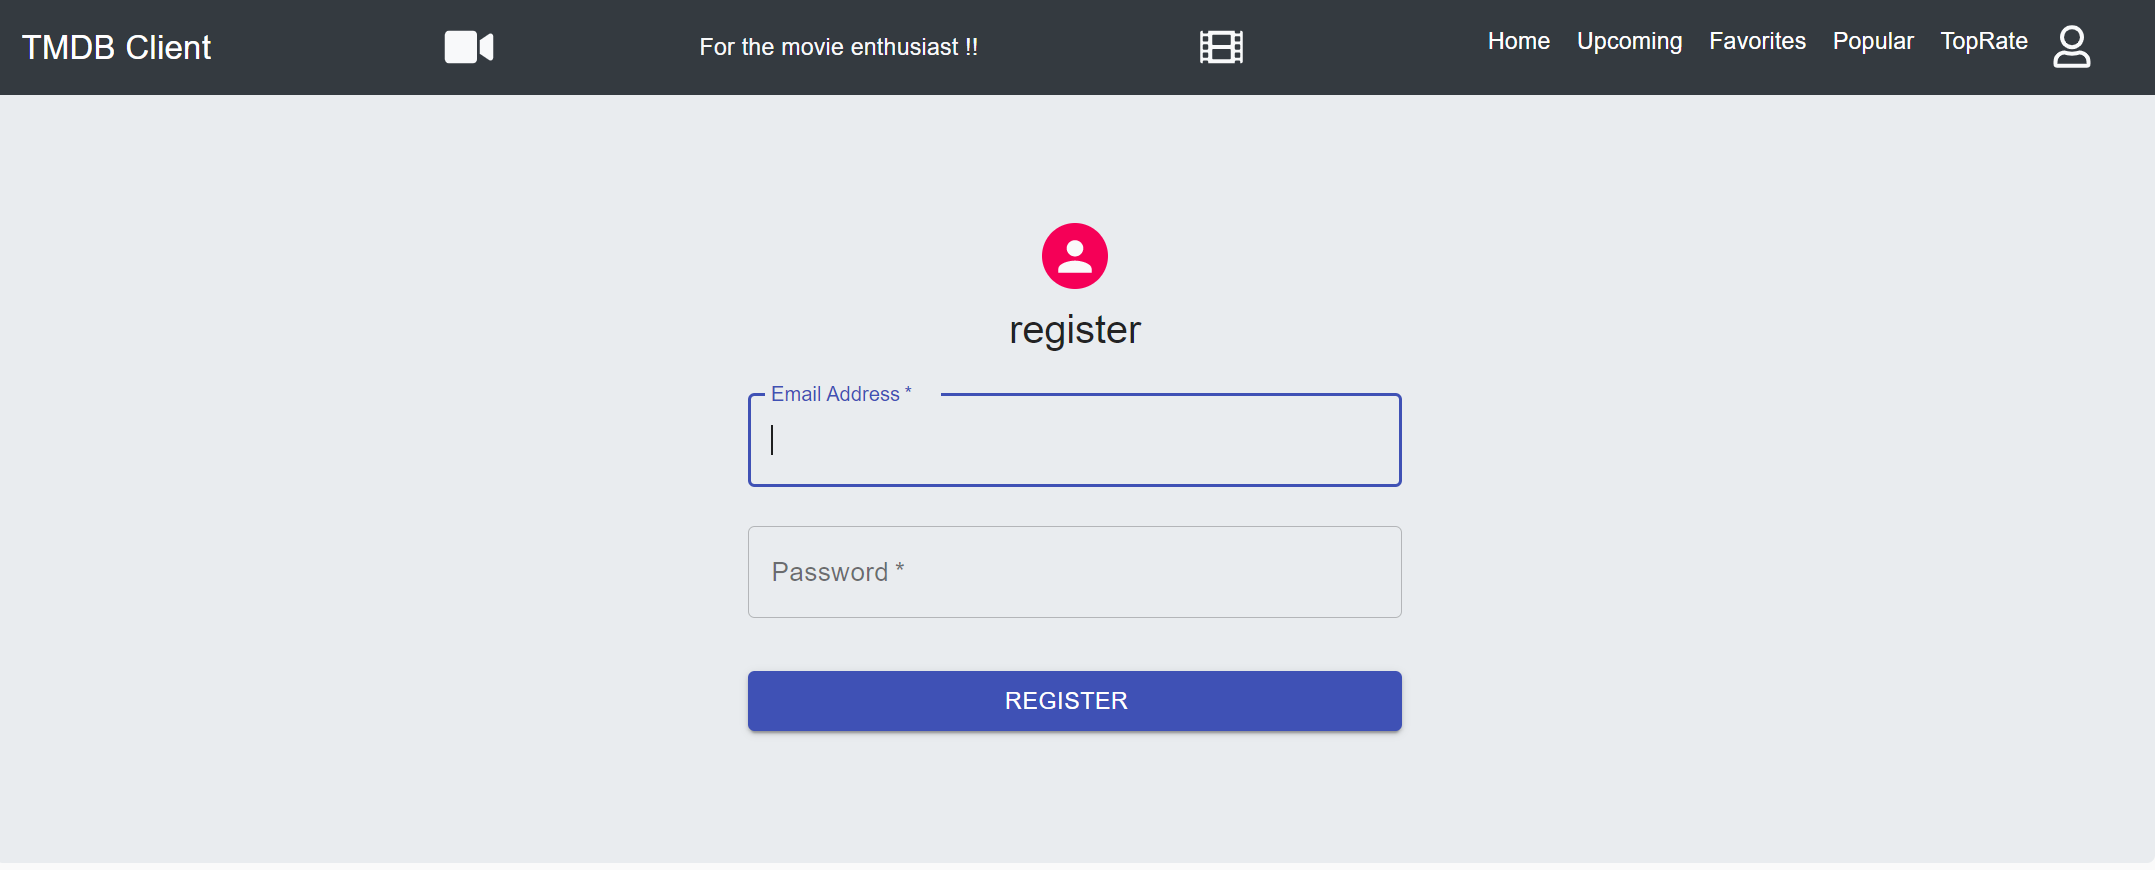 TMDB Client
For the movie enthusiast !!
Home Upcoming Favorites Popular TopRate
register
Email Address *
Password *
REGISTER